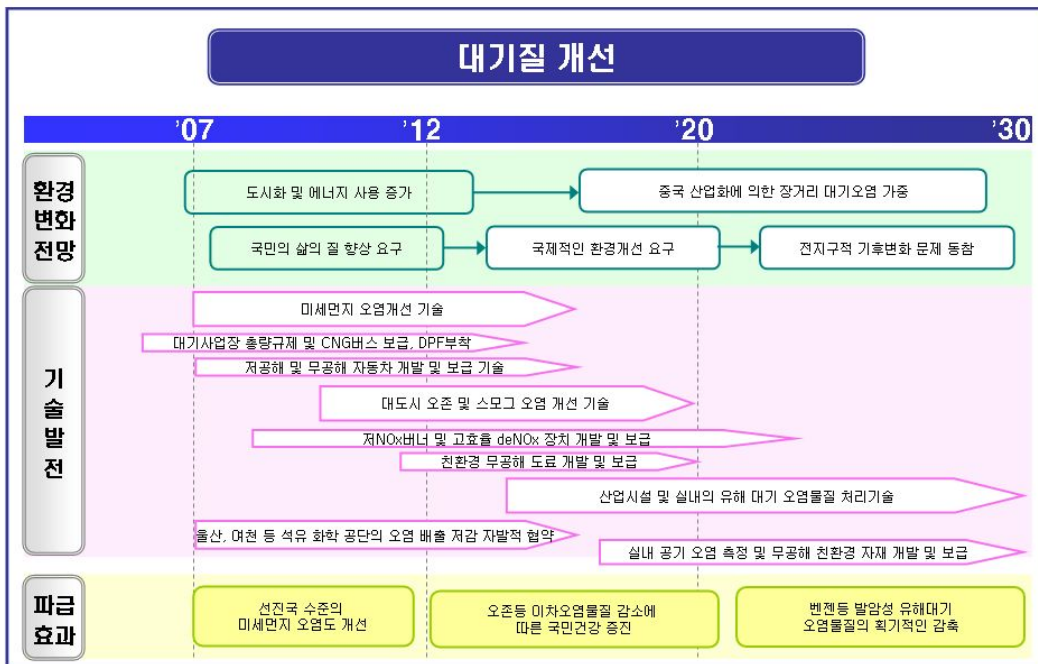 대기질 개선
'07 '12 '20 '30
환경
변화
전망
도시화 및 에너지 사용 증가
중국 산업화에 의한 장거리 대기오염 가중
국민의 삶의 질 향상 요구
국제적인 환경개선 요구
전지구적 기후변화 문제 동참
기
술
발
전
미세먼지 오염개선 기술
대기사업장 총량규제 및 CNG버스 보급, DPF부착
저공해 및 무공해 자동차 개발 및 보급 기술
대도시 오존 및 스모그 오염 개선 기술
저NOx버너 및 고효율 deNOx 장치 개발 및 보급
친환경 무공해 도료 개발 및 보급
산업시설 및 실내의 유해 대기 오염물질 처리기술
울산, 여천 등 석유 화학 공단의 오염 배출 저감 자발적 협약
실내 공기 오염 측정 및 무공해 친환경 자재 개발 및 보급
파급
효과
선진국 수준의
미세먼지 오염도 개선
오존등 이차오염물질 감소에
따른 국민건강 증진
벤젠등 발암성 유해대기
오염물질의 획기적인 감축